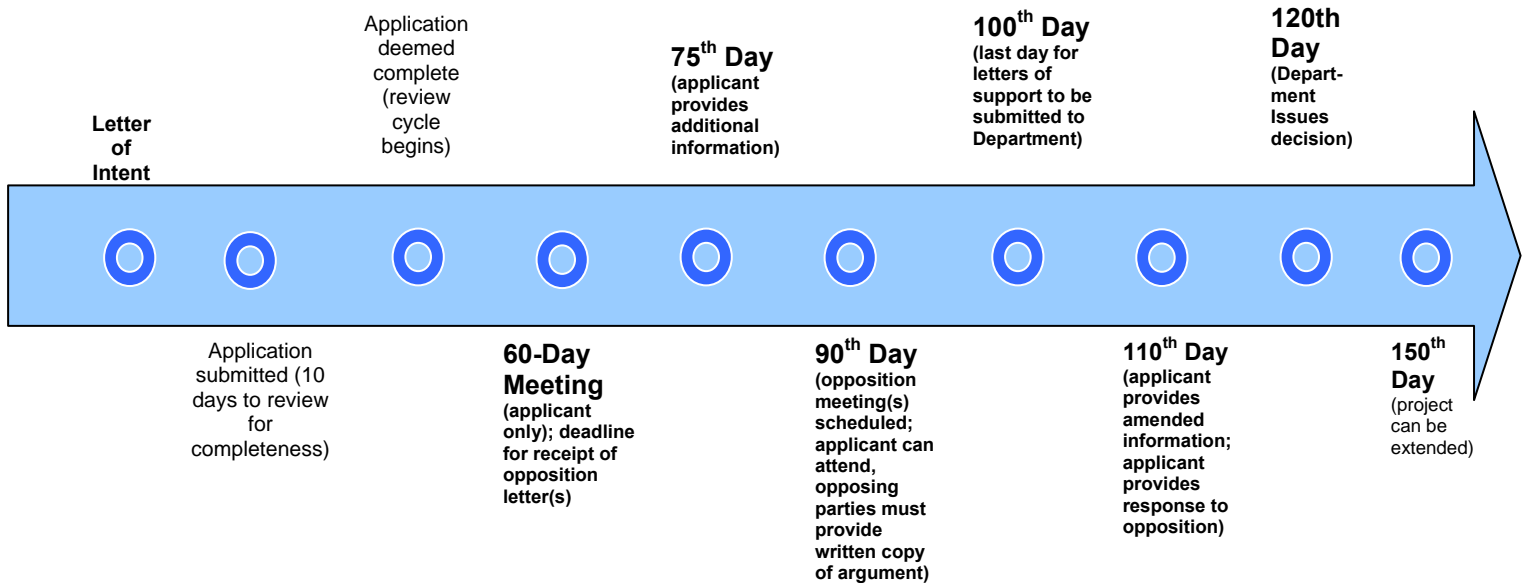 Letter
of
Intent
Application
submitted (10
days to review
for
completeness)
Application
deemed
complete
(review
cycle
begins)
60-Day
Meeting
(applicant
only); deadline
for receipt of
opposition
letter(s)
75th Day
(applicant
provides
additional
information)
90th Day
(opposition
meeting(s)
scheduled;
applicant can
attend,
opposing
parties must
provide
written copy
of argument)
100th Day
(last day for
letters of
support to be
submitted to
Department)
110th Day
(applicant
provides
amended
information;
applicant
provides
response to
opposition)
120th
Day
(Depart-
ment
Issues
decision)
150th
Day
(project
can be
extended)